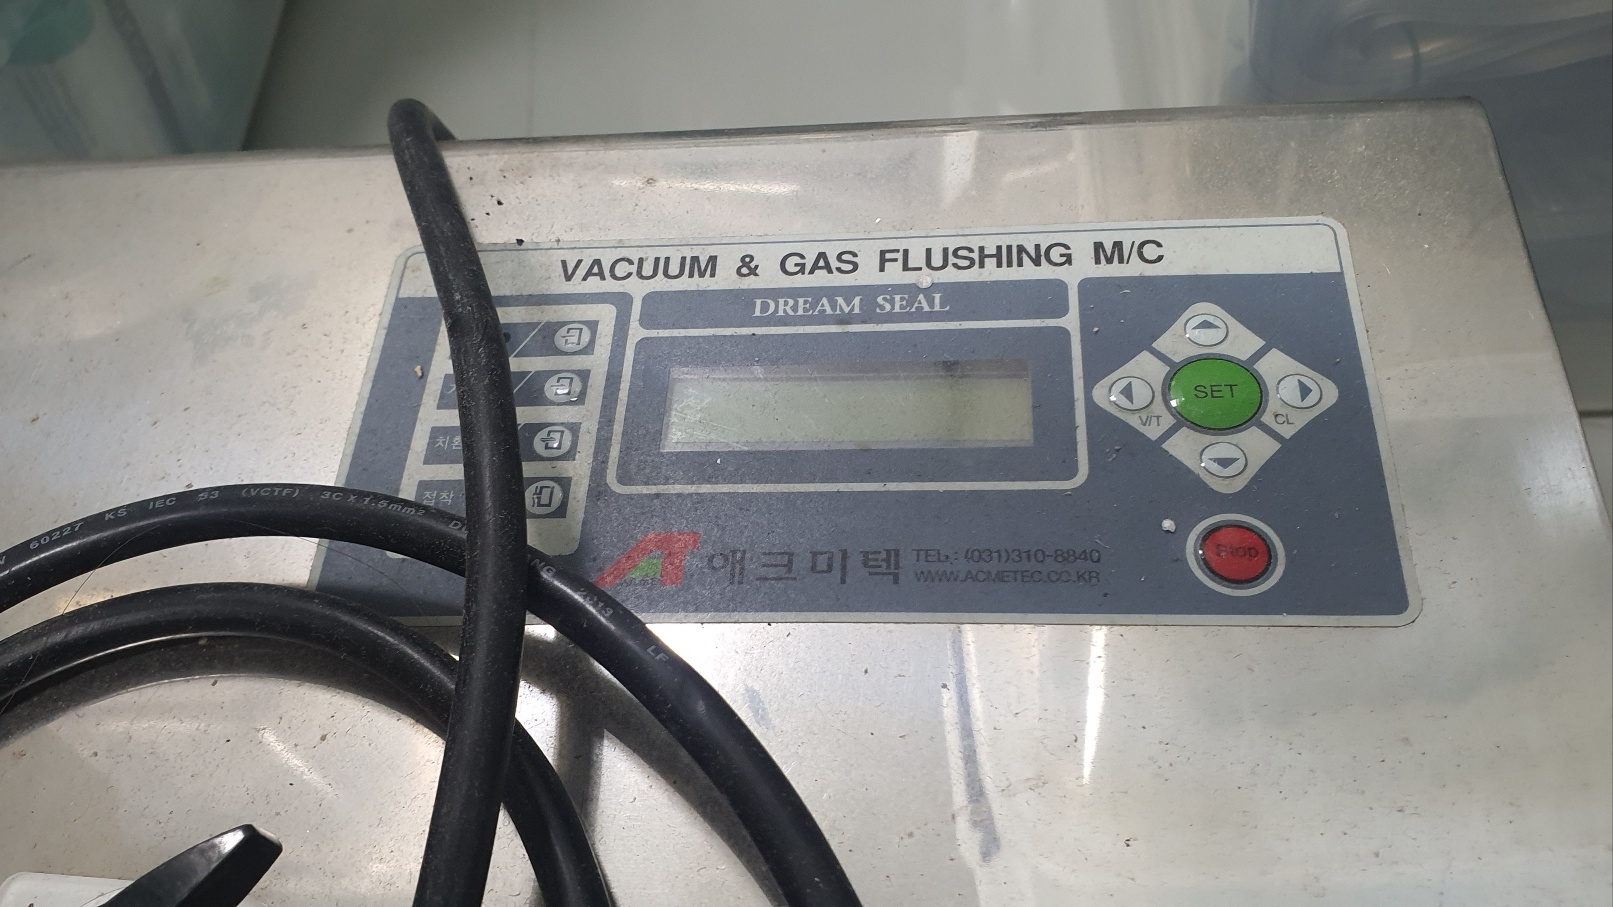 VACUUM & GAS FLUSHING M/C
DREAM SEAL
치환
접착
SET
V/T
CL
Stop
애크미텍
TEL.: (031)310-8840
WWW.ACMETEC.CO.KR
60227 KS IEC 53 (VCTF) 3C X 1.5mm²
2013 LF